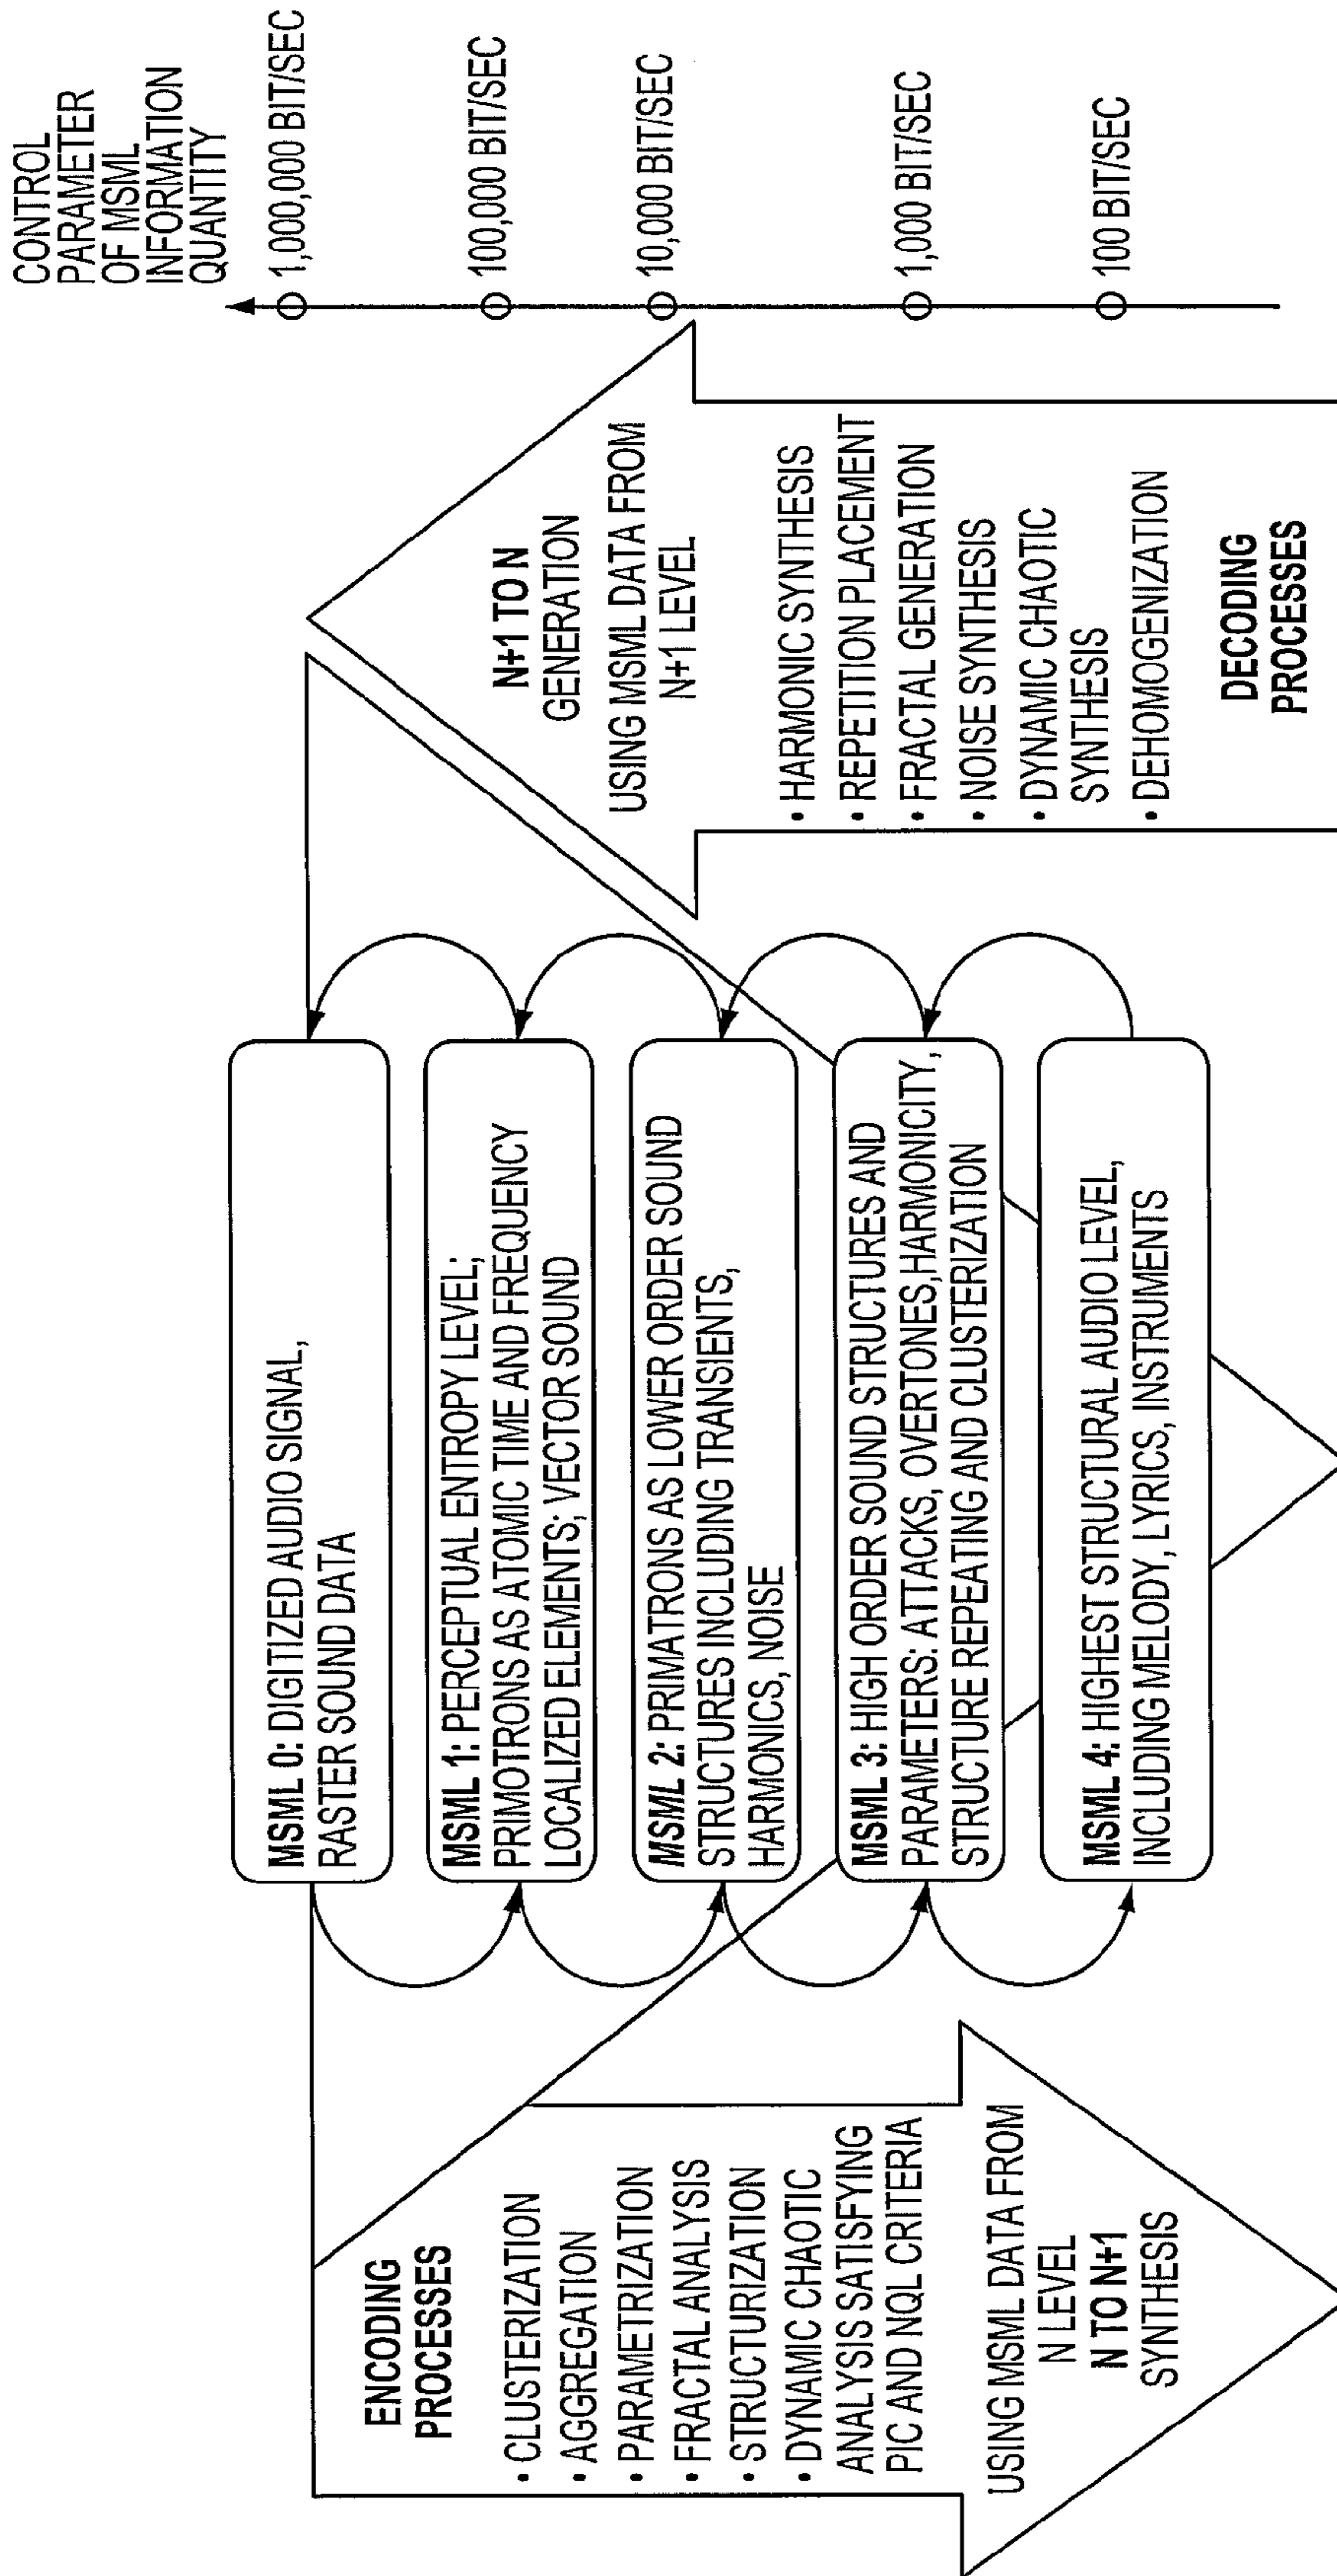 ENCODING
PROCESSES
• CLUSTERIZATION
• AGGREGATION
• PARAMETRIZATION
• FRACTAL ANALYSIS
• STRUCTURIZATION
• DYNAMIC CHAOTIC
ANALYSIS SATISFYING
PIC AND NQL CRITERIA
USING MSML DATA FROM
N LEVEL
N TO N+1
SYNTHESIS
MSML 0: DIGITIZED AUDIO SIGNAL,
RASTER SOUND DATA
MSML 1: PERCEPTUAL ENTROPY LEVEL;
PRIMOTRONS AS ATOMIC TIME AND FREQUENCY
LOCALIZED ELEMENTS; VECTOR SOUND
MSML 2: PRIMATRONS AS LOWER ORDER SOUND
STRUCTURES INCLUDING TRANSIENTS,
HARMONICS, NOISE
MSML 3: HIGH ORDER SOUND STRUCTURES AND
PARAMETERS: ATTACKS, OVERTONES,HARMONICITY,
STRUCTURE REPEATING AND CLUSTERIZATION
MSML 4: HIGHEST STRUCTURAL AUDIO LEVEL,
INCLUDING MELODY, LYRICS, INSTRUMENTS
N+1 TO N
GENERATION
USING MSML DATA FROM
N+1 LEVEL
• HARMONIC SYNTHESIS
• REPETITION PLACEMENT
• FRACTAL GENERATION
• NOISE SYNTHESIS
• DYNAMIC CHAOTIC
SYNTHESIS
• DEHOMOGENIZATION
DECODING
PROCESSES
CONTROL
PARAMETER
OF MSML
INFORMATION
QUANTITY
1,000,000 BIT/SEC
100,000 BIT/SEC
10,000 BIT/SEC
1,000 BIT/SEC
100 BIT/SEC